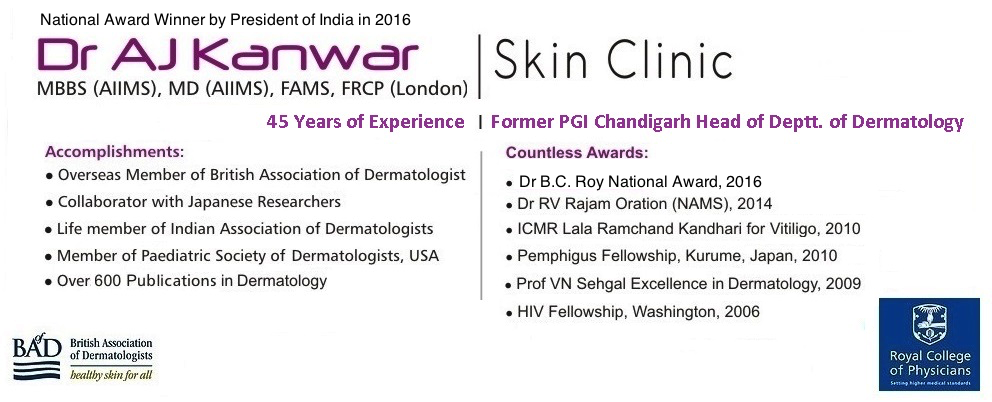 National Award Winner by President of India in 2016
Dr AJ Kanwar | Skin Clinic
MBBS (AIIMS), MD (AIIMS), FAMS, FRCP (London)
45 Years of Experience | Former PGI Chandigarh Head of Deptt. of Dermatology
Accomplishments:
• Overseas Member of British Association of Dermatologist
• Collaborator with Japanese Researchers
• Life member of Indian Association of Dermatologists
• Member of Paediatric Society of Dermatologists, USA
• Over 600 Publications in Dermatology
Countless Awards:
• Dr B.C. Roy National Award, 2016
• Dr RV Rajam Oration (NAMS), 2014
• ICMR Lala Ramchand Kandhari for Vitiligo, 2010
• Pemphigus Fellowship, Kurume, Japan, 2010
• Prof VN Sehgal Excellence in Dermatology, 2009
• HIV Fellowship, Washington, 2006
BAD
British Association
of Dermatologists
healthy skin for all
Royal College
of Physicians
Setting higher medical standards